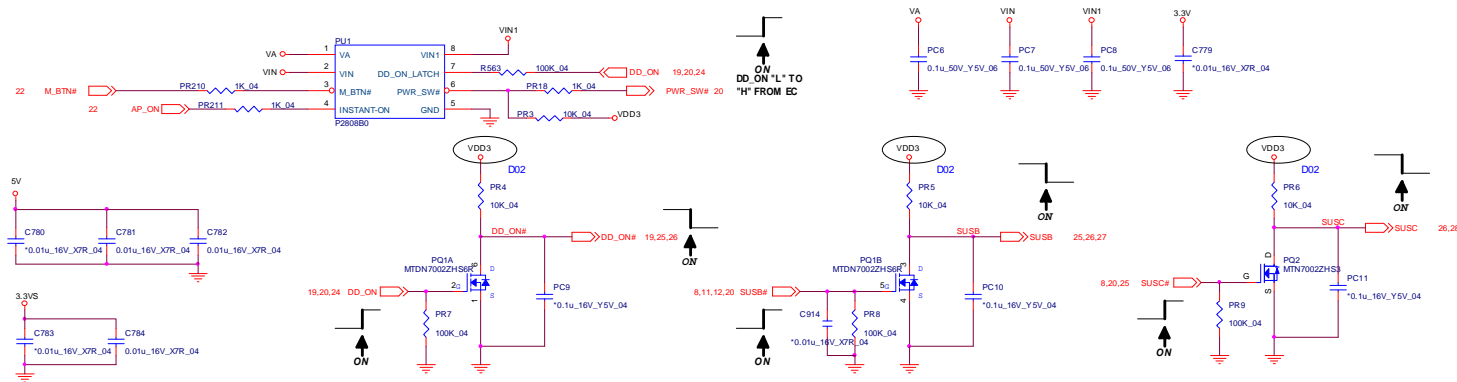 PU1
P2808B0
VA
1
VA
VIN
2
VIN
22 M_BTN#
PR210
1K_04
3
M_BTN#
22 AP_ON
PR211
1K_04
4
INSTANT-ON
VIN1
8
VIN1
DD_ON_LATCH
7
R563
100K_04
DD_ON 19,20,24
PWR_SW#
6
PR18
1K_04
PWR_SW# 20
GND
5
PR3
10K_04
VDD3
ON
DD_ON "L" TO
"H" FROM EC
VA
PC6
0.1u_50V_Y5V_06
VIN
PC7
0.1u_50V_Y5V_06
VIN1
PC8
0.1u_50V_Y5V_06
3.3V
C779
*0.01u_16V_X7R_04
5V
C780
*0.01u_16V_X7R_04
C781
0.01u_16V_X7R_04
C782
0.01u_16V_X7R_04
3.3VS
C783
*0.01u_16V_X7R_04
C784
0.01u_16V_X7R_04
VDD3
D02
PR4
10K_04
DD_ON#
DD_ON# 19,25,26
ON
PQ1A
MTDN7002ZHS6R
6
D
2
G
1
S
19,20,24 DD_ON
PR7
100K_04
PC9
*0.1u_16V_Y5V_04
ON
VDD3
D02
PR5
10K_04
SUSB
SUSB 25,26,27
ON
PQ1B
MTDN7002ZHS6R
3
D
5
G
4
S
8,11,12,20 SUSB#
C914
*0.01u_16V_X7R_04
PR8
100K_04
PC10
*0.1u_16V_Y5V_04
ON
VDD3
D02
PR6
10K_04
SUSC
SUSC
ON
PQ2
MTN7002ZHS3
D
G
S
8,20,25 SUSC#
PR9
100K_04
PC11
*0.1u_16V_Y5V_04
ON